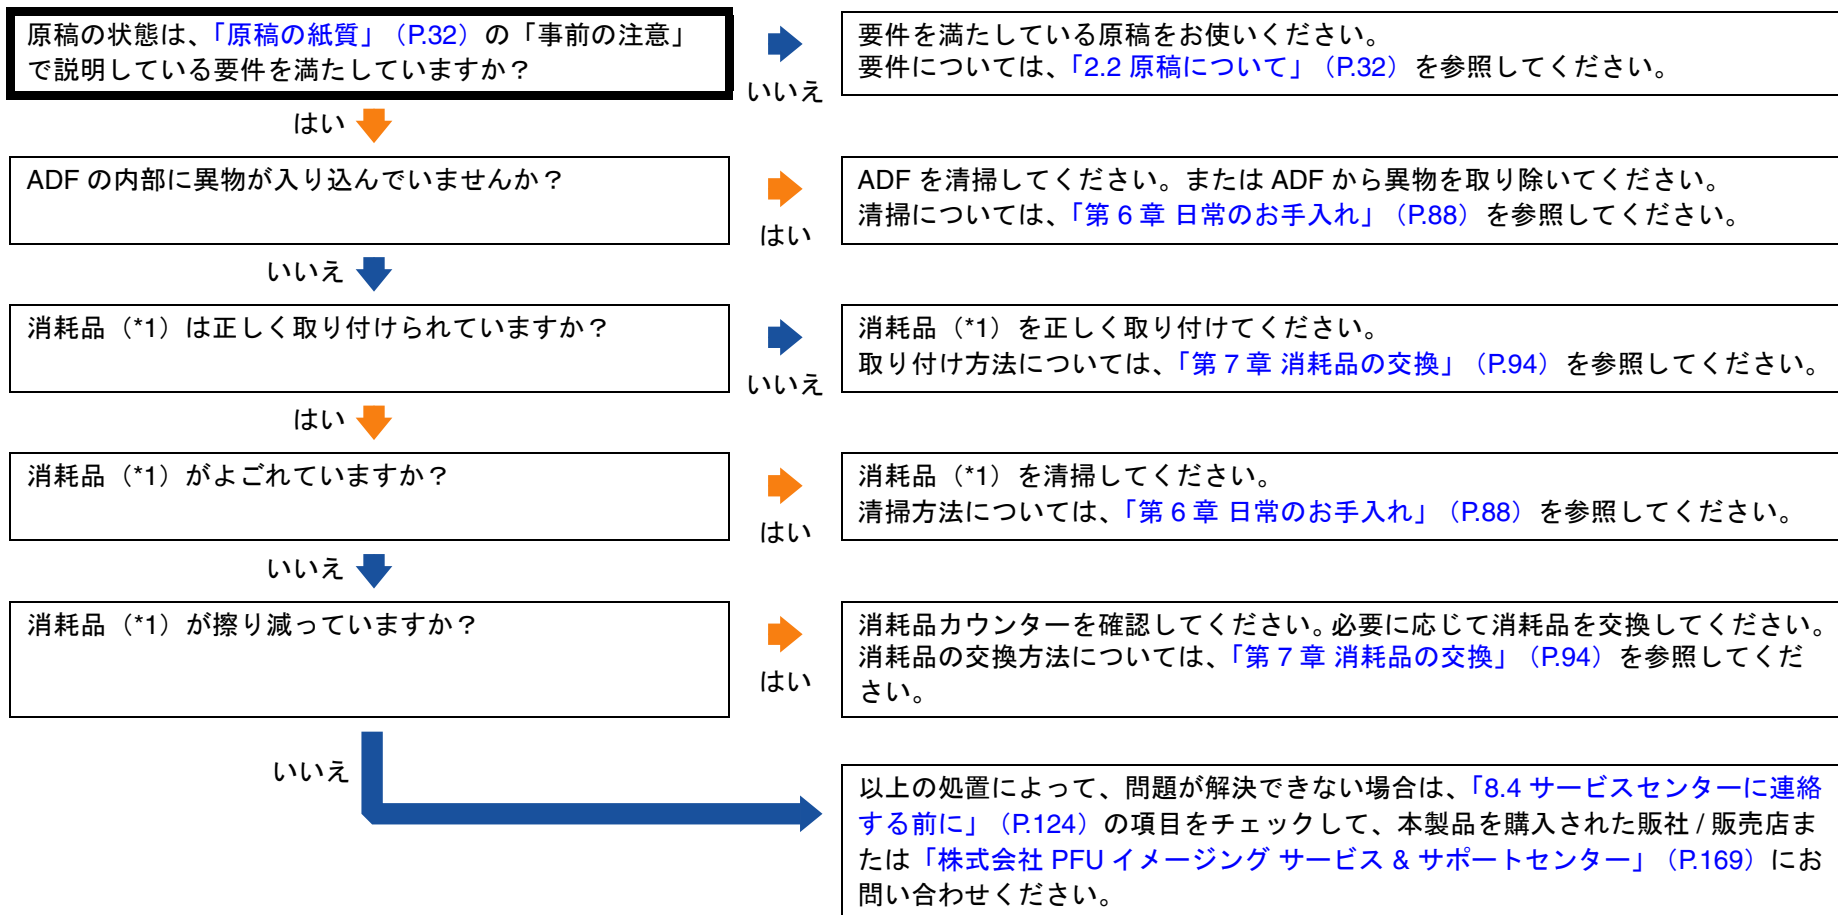 原稿の状態は、「原稿の紙質」（P.32）の「事前の注意」
で説明している要件を満たしていますか？
いいえ
要件を満たしている原稿をお使いください。
要件については、「2.2 原稿について」（P.32）を参照してください。
はい
ADF の内部に異物が入り込んでいませんか？
はい
ADF を清掃してください。または ADF から異物を取り除いてください。
清掃については、「第 6 章 日常のお手入れ」（P.88）を参照してください。
いいえ
消耗品（*1）は正しく取り付けられていますか？
いいえ
消耗品（*1）を正しく取り付けてください。
取り付け方法については、「第 7 章 消耗品の交換」（P.94）を参照してください。
はい
消耗品（*1）がよごれていますか？
はい
消耗品（*1）を清掃してください。
清掃方法については、「第 6 章 日常のお手入れ」（P.88）を参照してください。
いいえ
消耗品（*1）が擦り減っていますか？
はい
消耗品カウンターを確認してください。必要に応じて消耗品を交換してください。
消耗品の交換方法については、「第 7 章 消耗品の交換」（P.94）を参照してくだ
さい。
いいえ
以上の処置によって、問題が解決できない場合は、「8.4 サービスセンターに連絡
する前に」（P.124）の項目をチェックして、本製品を購入された販社 / 販売店ま
たは「株式会社 PFU イメージング サービス & サポートセンター」（P.169）にお
問い合わせください。